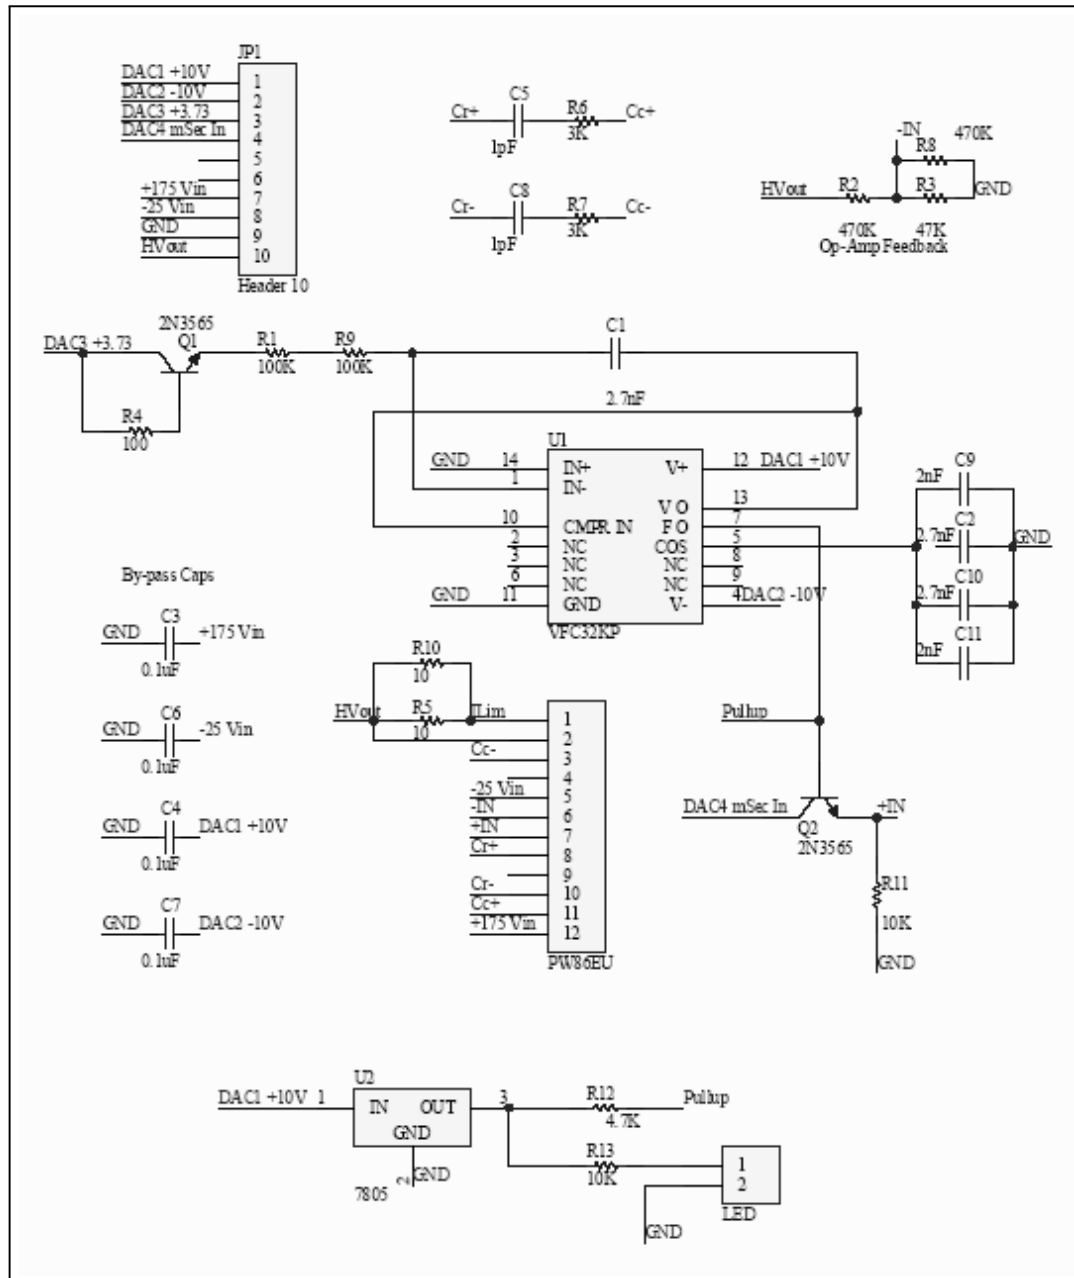 JP1
DAC1 +10V 1
DAC2 -10V 2
DAC3 +3.73 3
DAC4 mSec In 4
5
6
+175 Vin 7
-25 Vin 8
GND 9
HVout 10
Header 10
Cr+ C5 R6 Cc+
1pF 3K
Cr- C8 R7 Cc-
1pF 3K
-IN 470K
R8
HVout R2 R3 GND
470K 47K
Op-Amp Feedback
2N3565
DAC3 +3.73 Q1 R1 R9 C1
100K 100K
R4
100
2.7nF
U1
GND 14 IN+ V+ 12 DAC1 +10V
1 IN-
VO 13
10 CMPR IN FO 7
2 NC COS 5
3 NC NC 8
6 NC NC 9
GND 11 GND V- 4 DAC2 -10V
VFC32KP
C9
2nF
C2
2.7nF GND
C10
2.7nF
C11
2nF
By-pass Caps
C3
GND +175 Vin
0.1uF
C6
GND -25 Vin
0.1uF
C4
GND DAC1 +10V
0.1uF
C7
GND DAC2 -10V
0.1uF
R10
10
HVout R5 ILim 1
10 2
Cc- 3
4
-25 Vin 5
-IN 6
+IN 7
Cr+ 8
9
Cr- 10
Cc+ 11
+175 Vin 12
PW86EU
Pullup
DAC4 mSec In +IN
Q2
2N3565
R11
10K
GND
U2
DAC1 +10V 1 IN OUT 3 R12 Pullup
4.7K
GND
2 GND
7805
R13 1
10K 2
LED
GND